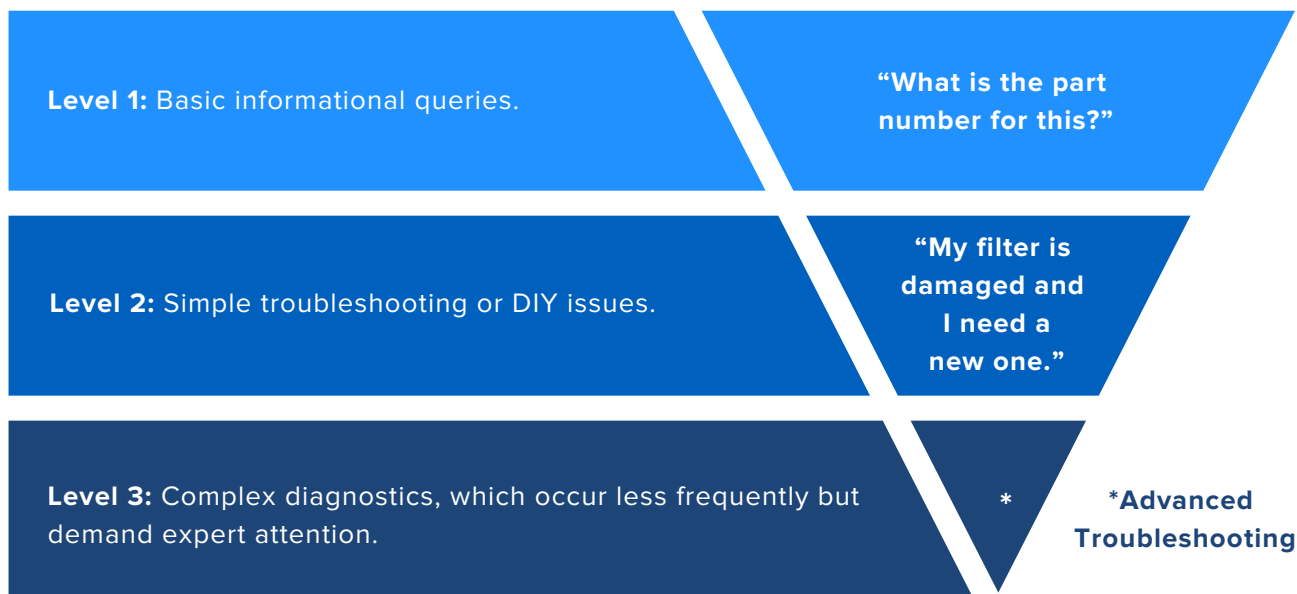 Level 1: Basic informational queries.
“What is the part
number for this?”
Level 2: Simple troubleshooting or DIY issues.
“My filter is
damaged and
I need a
new one.”
Level 3: Complex diagnostics, which occur less frequently but
demand expert attention.
*
*Advanced
Troubleshooting